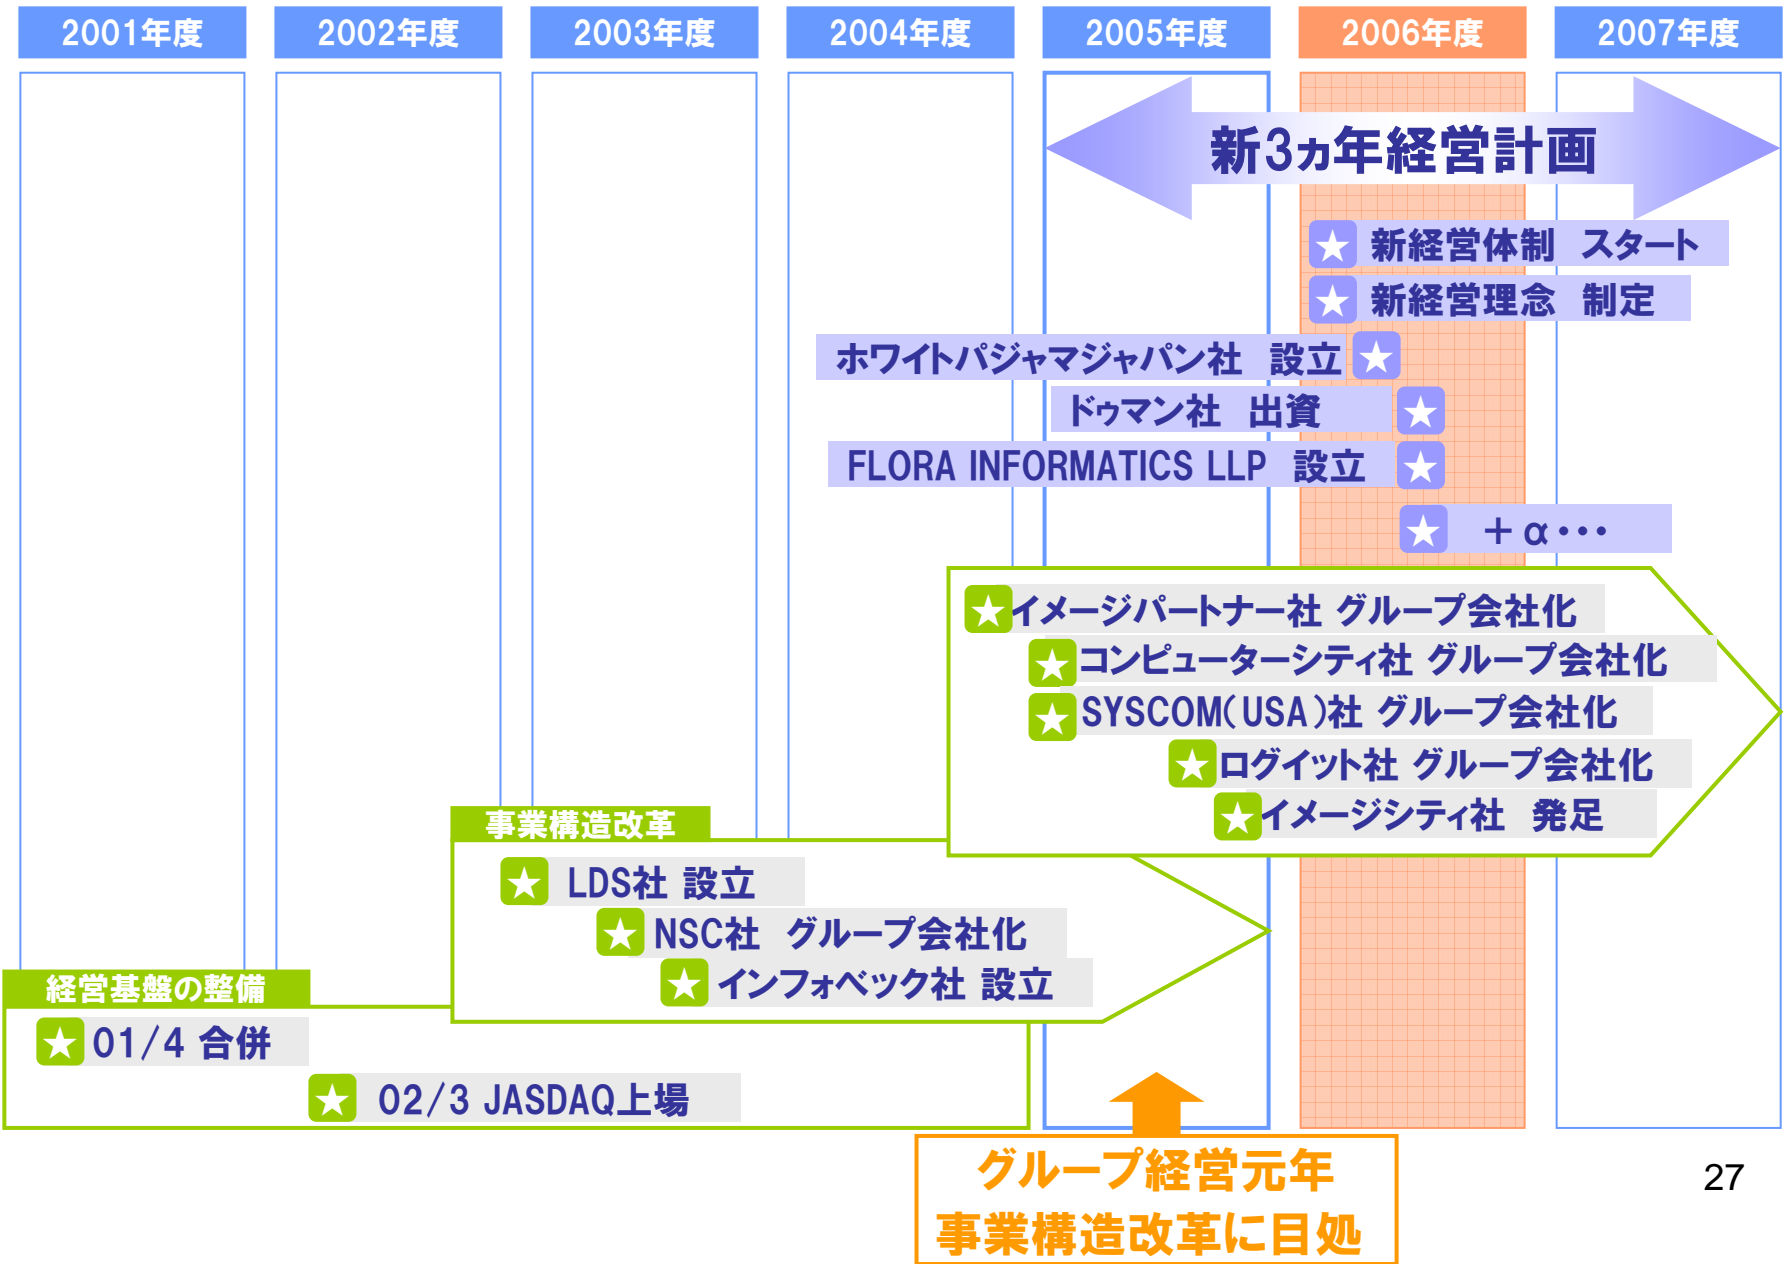 2001年度
2002年度
2003年度
2004年度
2005年度
2006年度
2007年度
新3ヵ年経営計画
新経営体制　スタート
新経営理念　制定
ホワイトパジャマジャパン社　設立
ドゥマン社　出資
FLORA INFORMATICS LLP　設立
＋α・・・
イメージパートナー社 グループ会社化
コンピューターシティ社 グループ会社化
SYSCOM(USA)社 グループ会社化
ログイット社 グループ会社化
イメージシティ社　発足
事業構造改革
LDS社 設立
NSC社　グループ会社化
インフォベック社 設立
経営基盤の整備
01/4 合併
02/3 JASDAQ上場
グループ経営元年
事業構造改革に目処
27